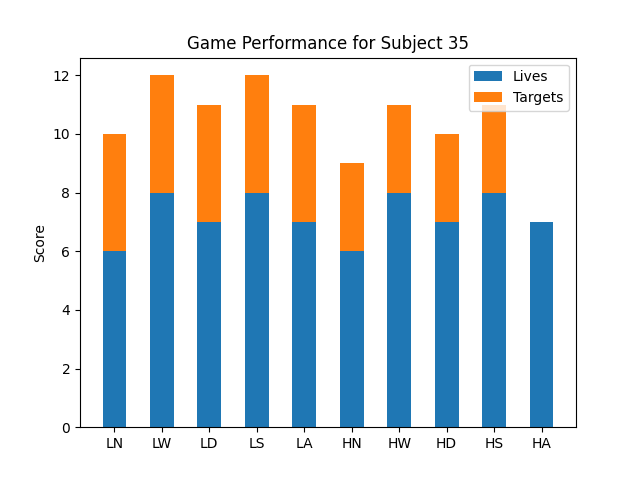 Game Performance for Subject 35
Lives
Targets
Score
12
10
8
6
4
2
0
LN LW LD LS LA HN HW HD HS HA